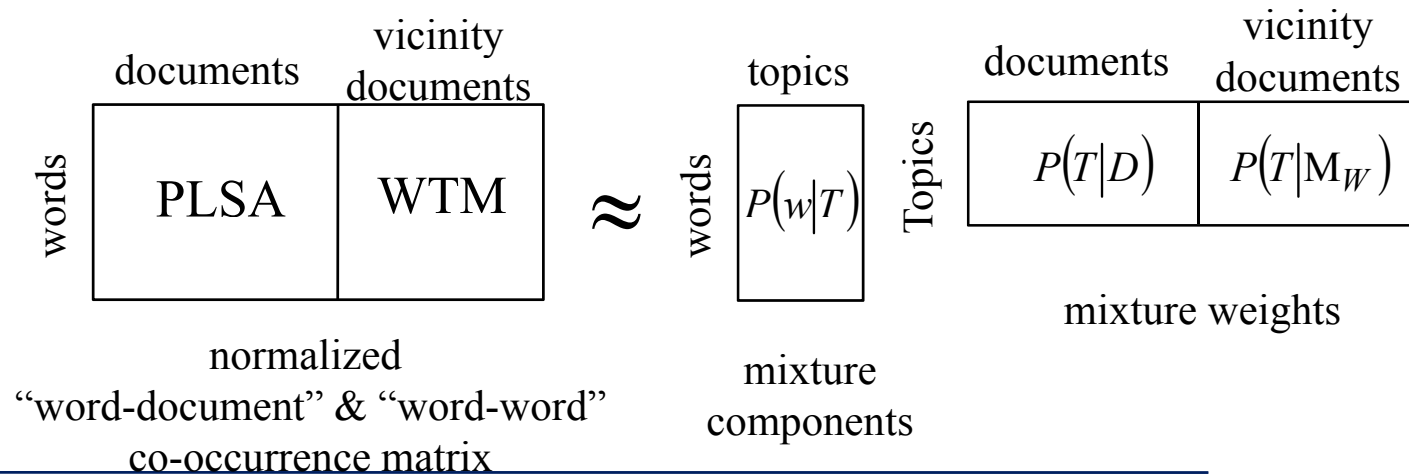 documents
vicinity
documents
words
PLSA
WTM
≈
topics
words
P(w|T)
documents
vicinity
documents
Topics
P(T|D)
P(T|M_W)
mixture weights
normalized
“word-document” & “word-word”
co-occurrence matrix
mixture
components